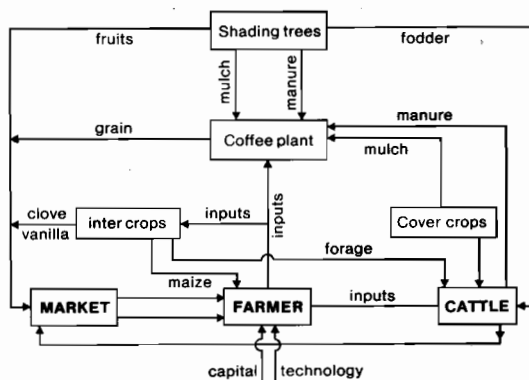 Shading trees
fruits
fodder
mulch
manure
grain
Coffee plant
manure
mulch
clove
vanilla
inter crops
inputs
inputs
Cover crops
forage
maize
MARKET
FARMER
inputs
CATTLE
capital
technology